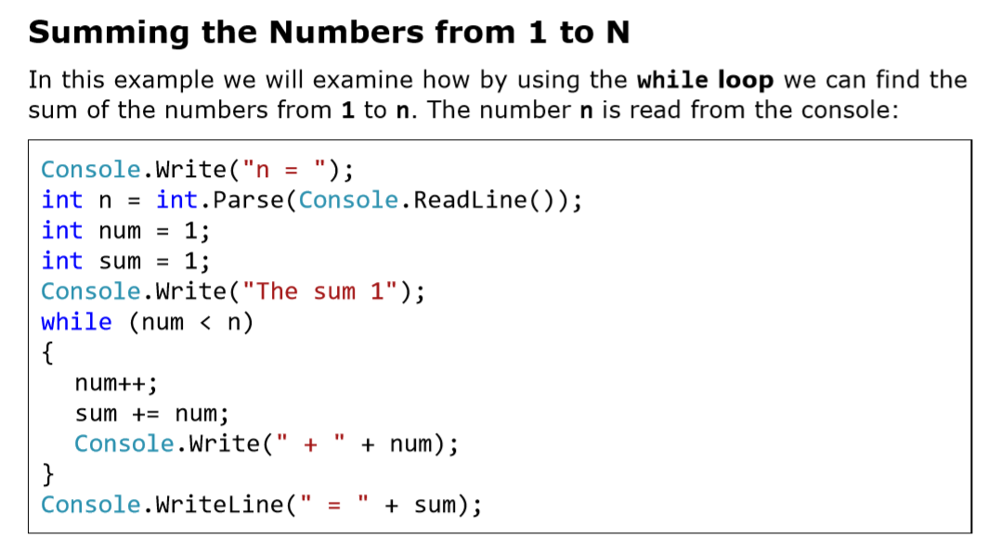 Summing the Numbers from 1 to N
In this example we will examine how by using the while loop we can find the
sum of the numbers from 1 to n. The number n is read from the console:
Console.Write("n = ");
int n = int.Parse(Console.ReadLine());
int num = 1;
int sum = 1;
Console.Write("The sum 1");
while (num < n)
{
num++;
sum += num;
Console.Write(" + " + num);
}
Console.WriteLine(" = " + sum);